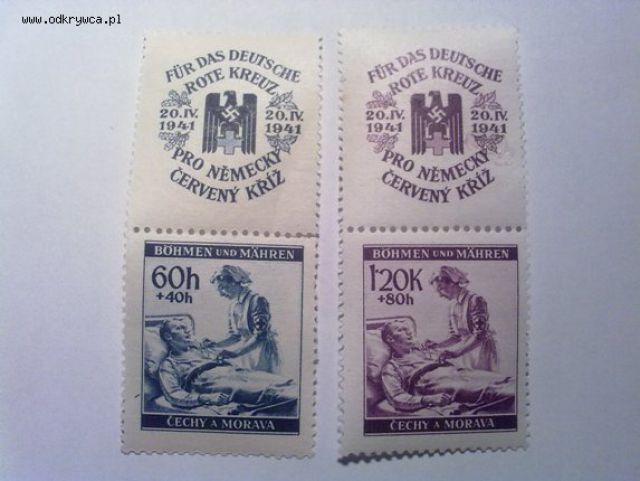 www.odkrywca.pl
FÜR DAS DEUTSCHE
ROTE KREUZ
20.IV. 20.IV.
1941 1941
PRO NĚMECKÝ
ČERVENÝ KŘÍŽ
BÖHMEN UND MÄHREN
60h
+40h
ČECHY A MORAVA
FÜR DAS DEUTSCHE
ROTE KREUZ
20.IV. 20.IV.
1941 1941
PRO NĚMECKÝ
ČERVENÝ KŘÍŽ
BÖHMEN UND MÄHREN
1·20K
+80h
ČECHY A MORAVA